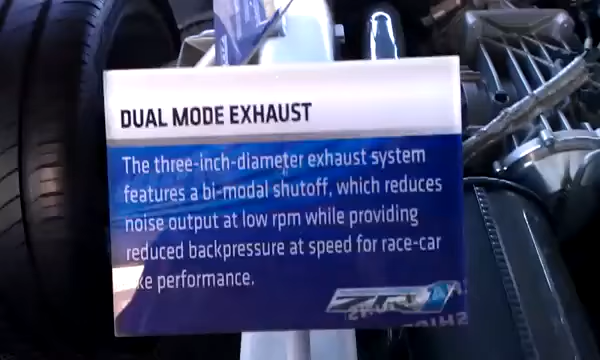 DUAL MODE EXHAUST
The three-inch-diameter exhaust system
features a bi-modal shutoff, which reduces
noise output at low rpm while providing
reduced backpressure at speed for race-car
performance.
ZR1